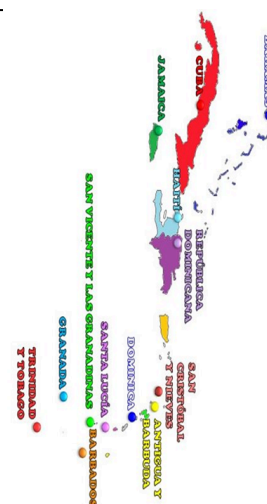 CUBA
JAMAICA
HAITÍ
REPÚBLICA
DOMINICANA
SAN
CRISTÓBAL
Y NIEVES
ANTIGUA Y
BARBUDA
DOMINICA
SANTA LUCÍA
SAN VICENTE Y LAS GRANADINAS
BARBADOS
GRANADA
TRINIDAD
Y TOBAGO